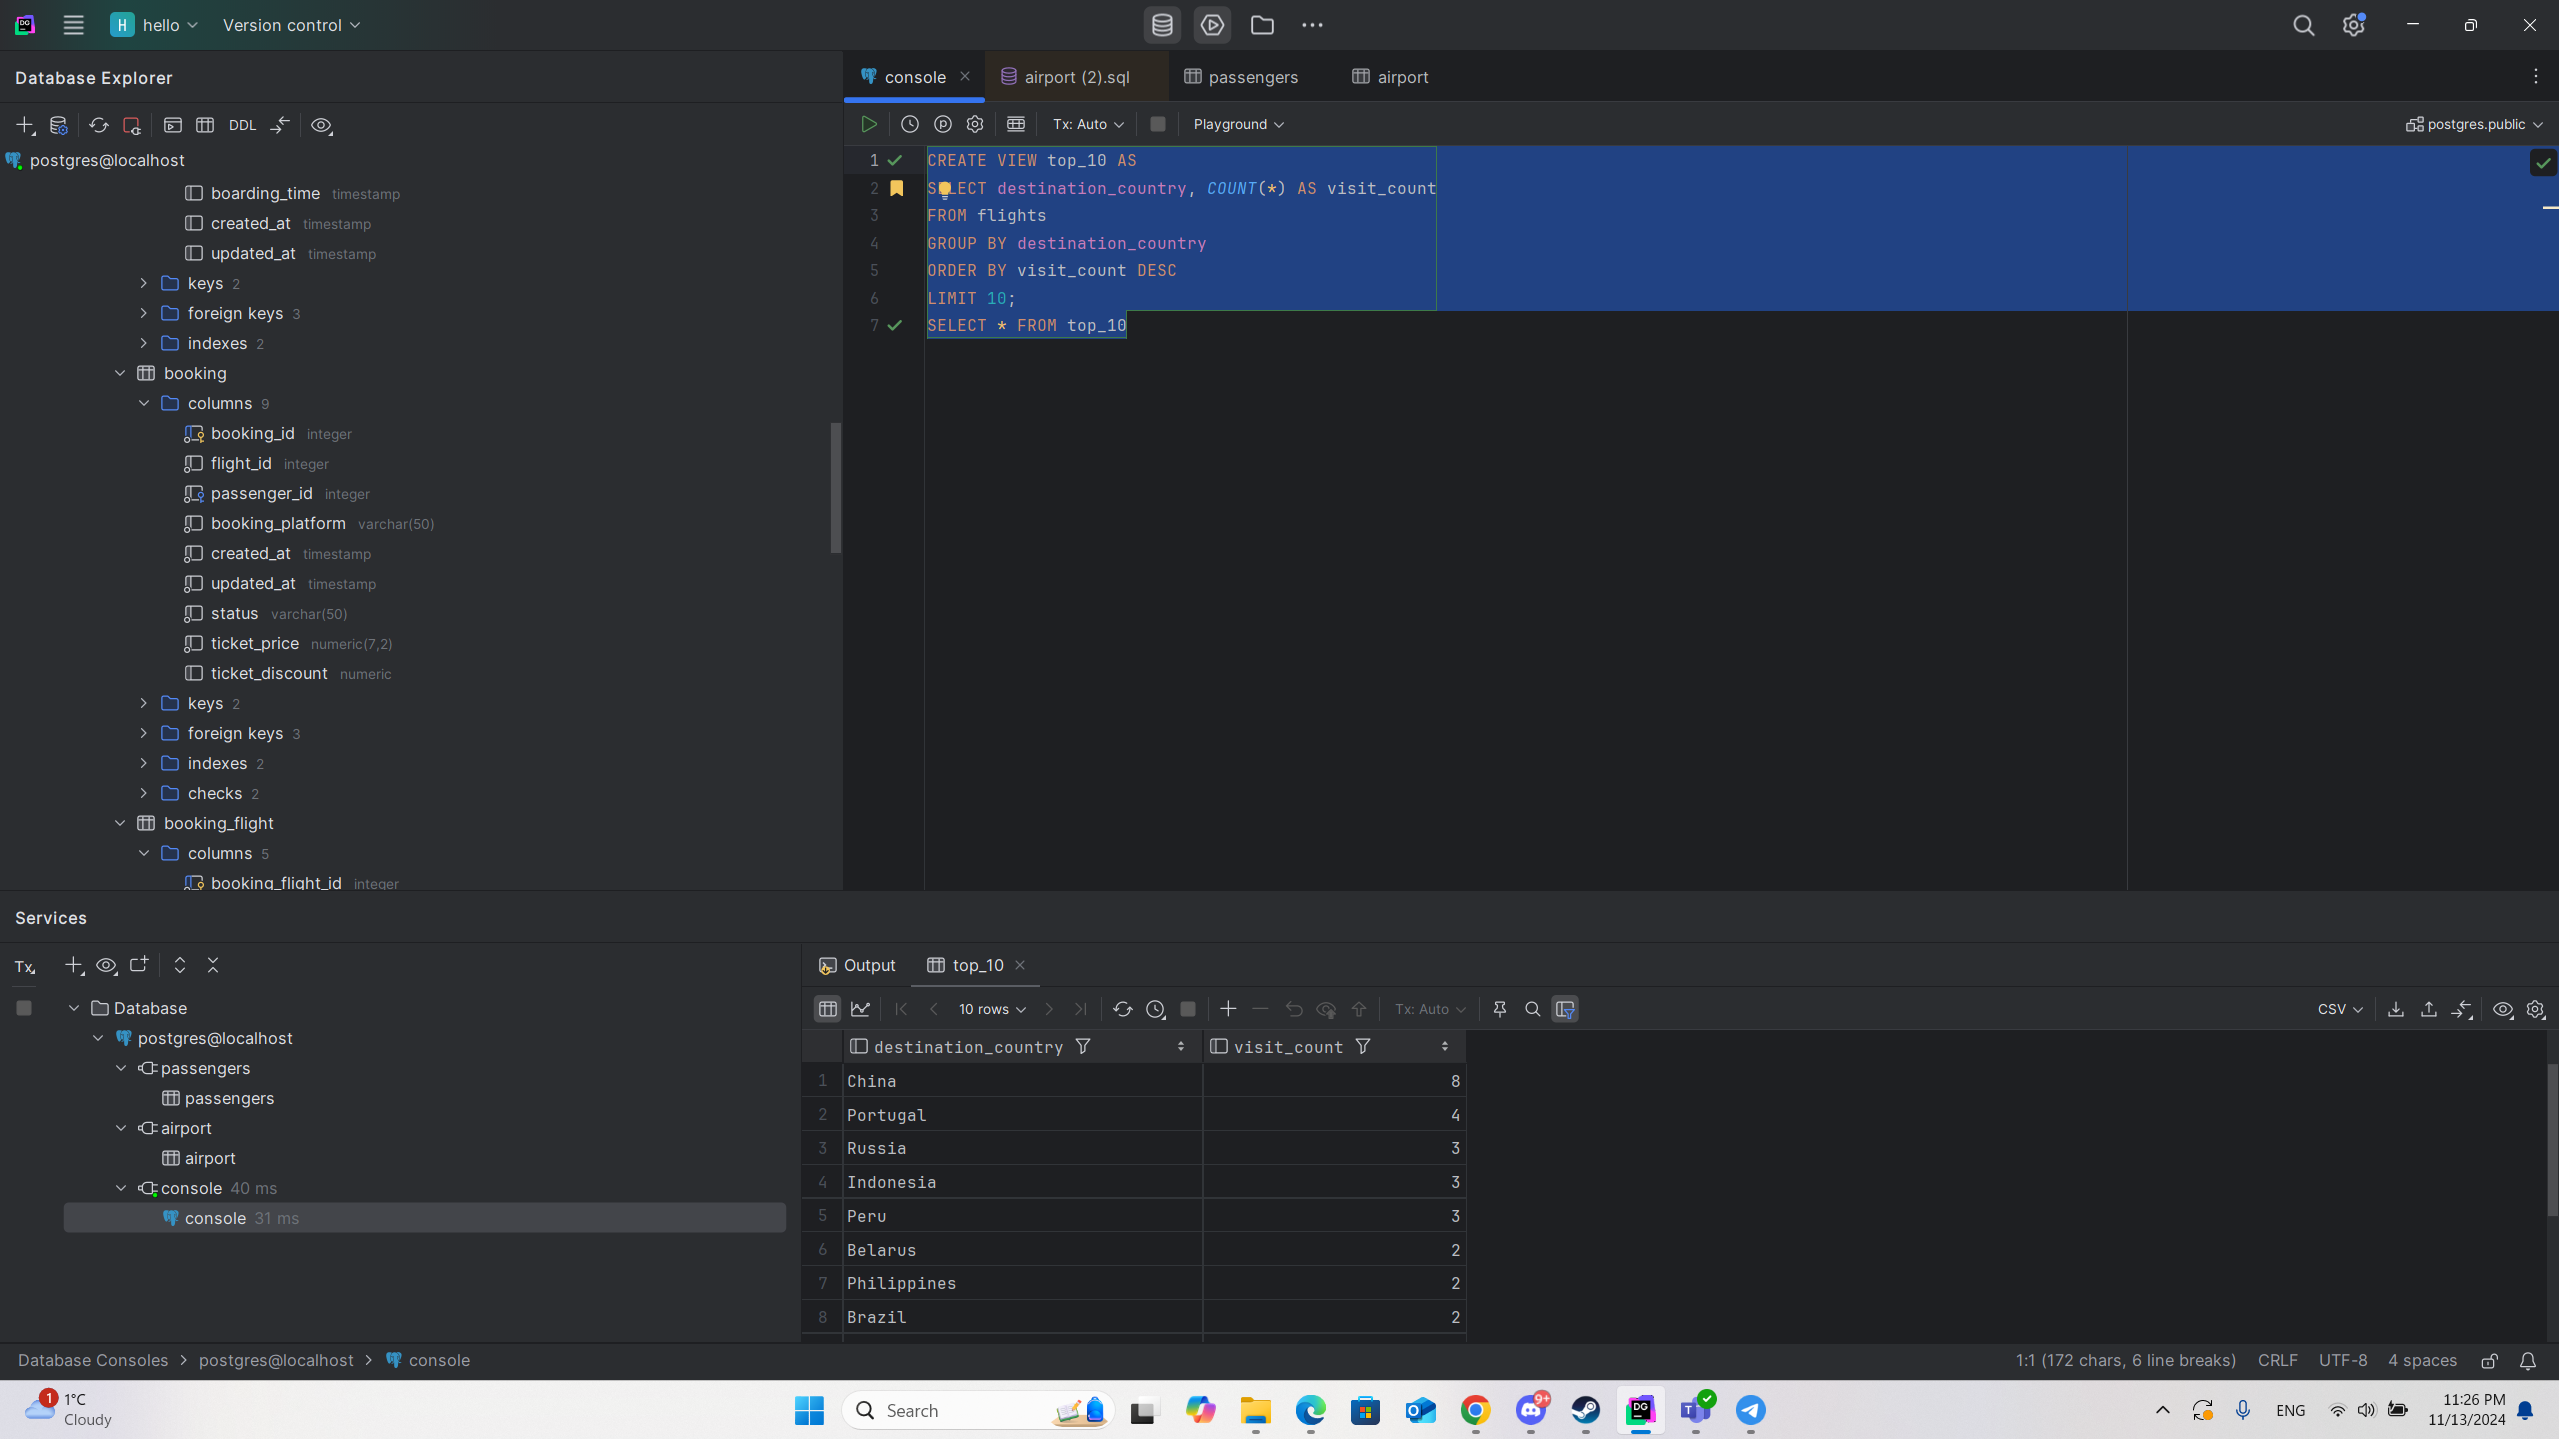 H hello Version control
Database Explorer
DDL
postgres@localhost
boarding_time timestamp
created_at timestamp
updated_at timestamp
keys 2
foreign keys 3
indexes 2
booking
columns 9
booking_id integer
flight_id integer
passenger_id integer
booking_platform varchar(50)
created_at timestamp
updated_at timestamp
status varchar(50)
ticket_price numeric(7,2)
ticket_discount numeric
keys 2
foreign keys 3
indexes 2
checks 2
booking_flight
columns 5
booking_flight_id integer
console airport (2).sql passengers airport
Tx: Auto Playground postgres.public
1 CREATE VIEW top_10 AS
2 SELECT destination_country, COUNT(*) AS visit_count
3 FROM flights
4 GROUP BY destination_country
5 ORDER BY visit_count DESC
6 LIMIT 10;
7 SELECT * FROM top_10
Services
Tx
Database
postgres@localhost
passengers
passengers
airport
airport
console 40 ms
console 31 ms
Output top_10
10 rows Tx: Auto CSV
destination_country visit_count
1 China 8
2 Portugal 4
3 Russia 3
4 Indonesia 3
5 Peru 3
6 Belarus 2
7 Philippines 2
8 Brazil 2
Database Consoles > postgres@localhost > console
1:1 (172 chars, 6 line breaks) CRLF UTF-8 4 spaces
1 1°C
Cloudy
Search
DG
9+
ENG
11:26 PM
11/13/2024